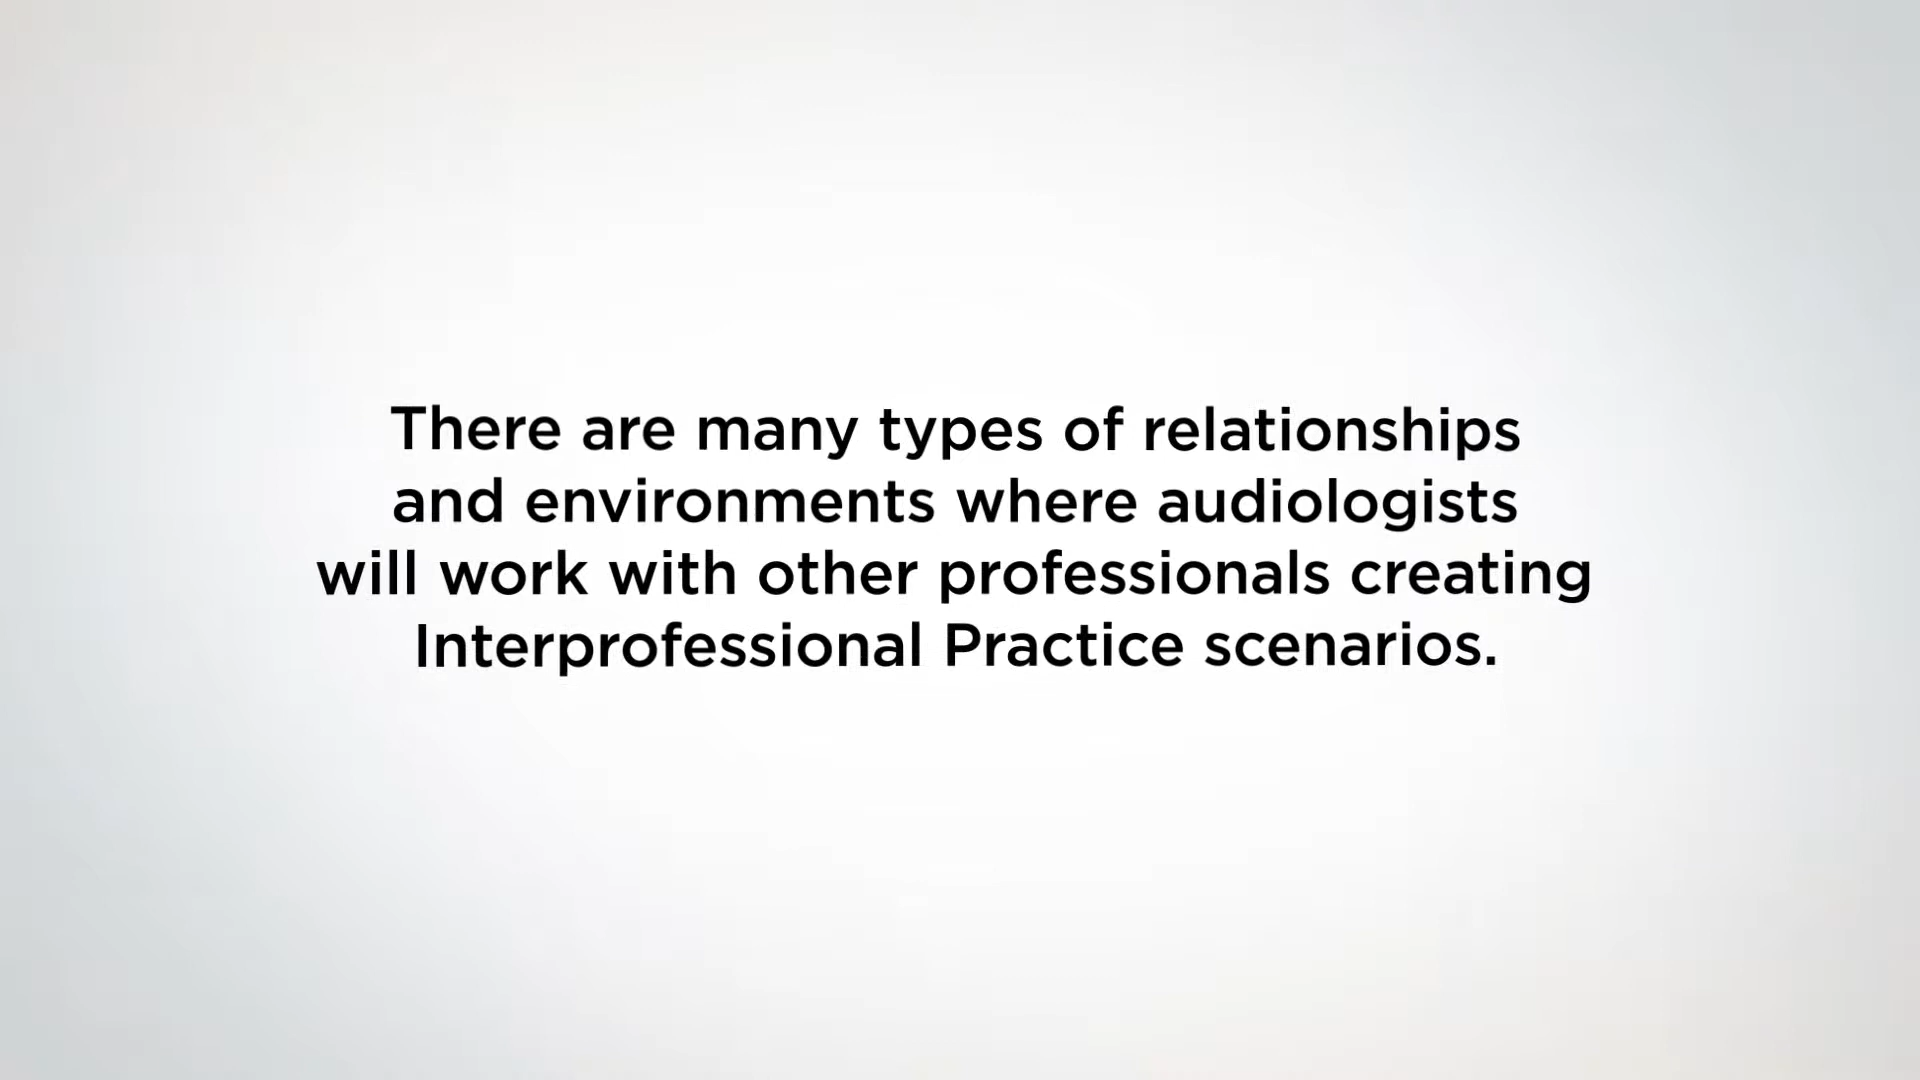 There are many types of relationships
and environments where audiologists
will work with other professionals creating
Interprofessional Practice scenarios.